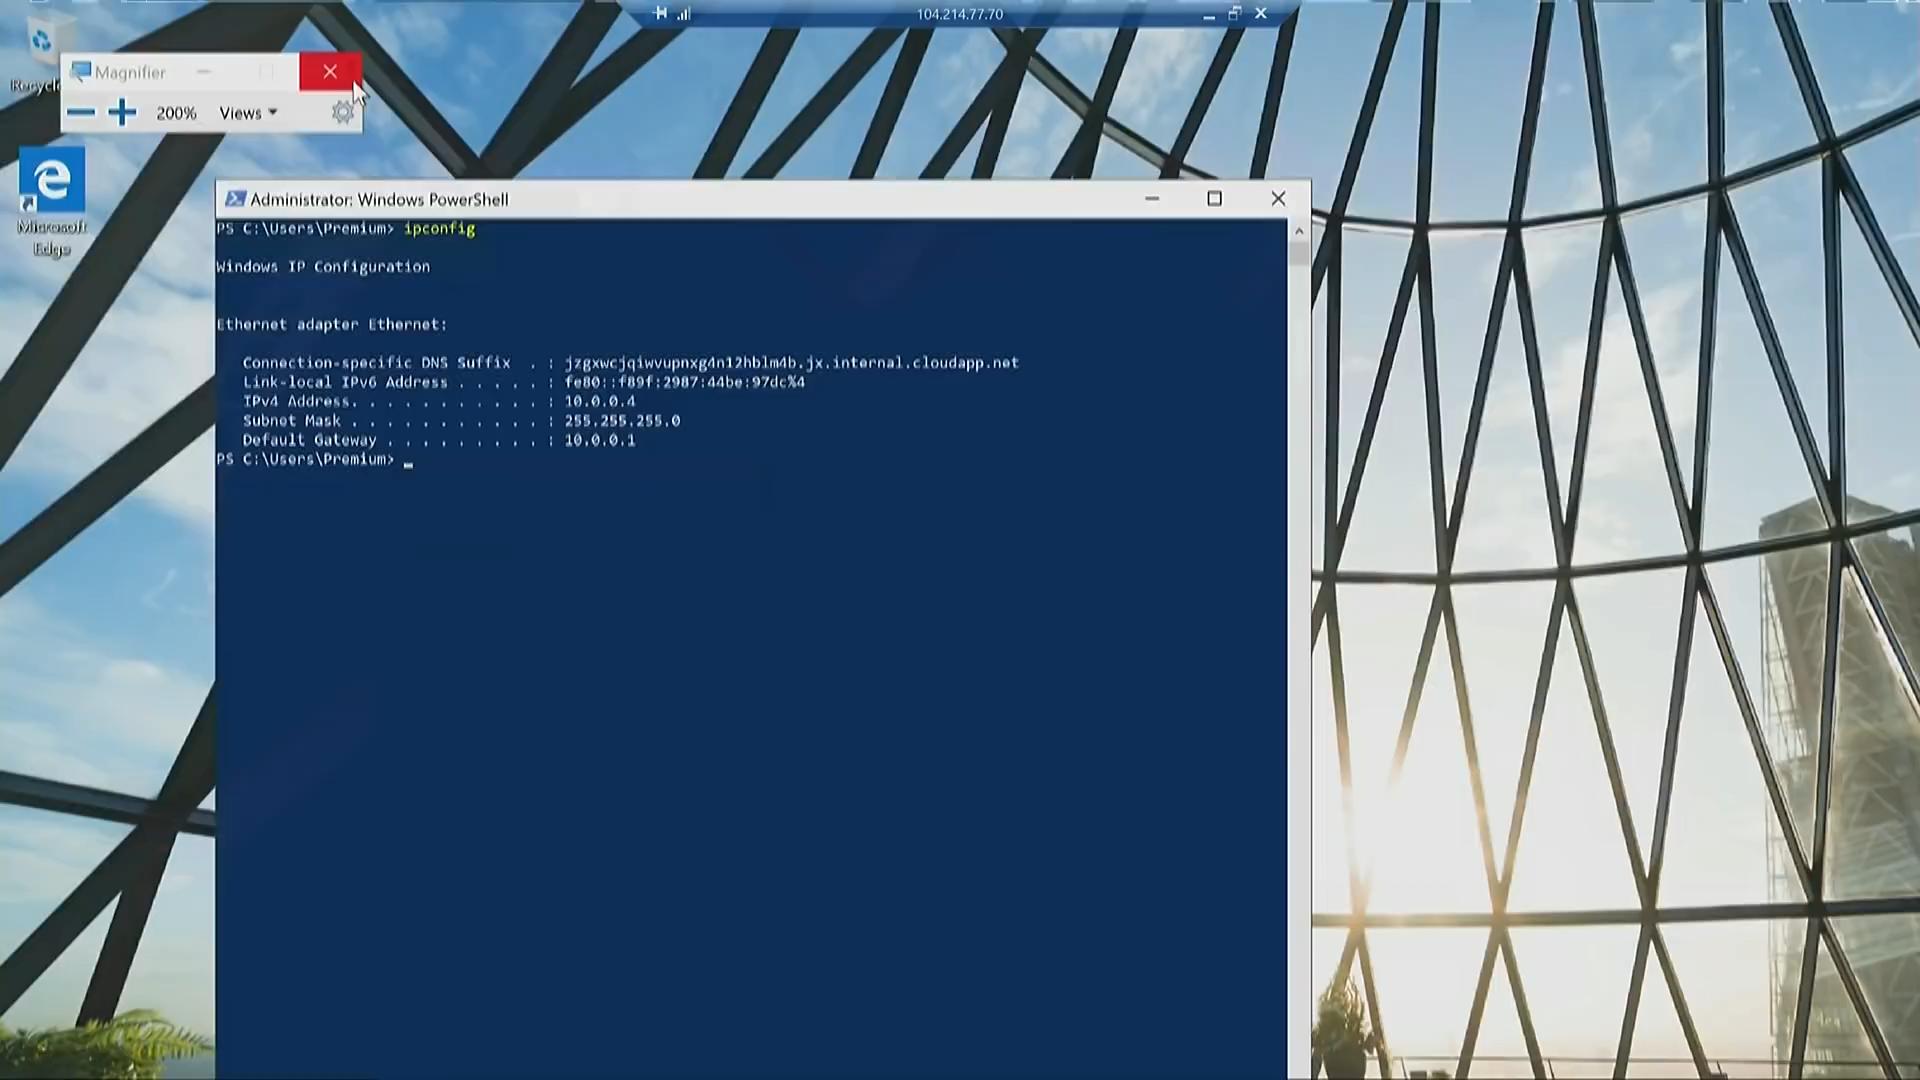 104.214.77.70
Recycle
Magnifier
200% Views
Microsoft
Edge
Administrator: Windows PowerShell
PS C:\Users\Premium> ipconfig
Windows IP Configuration
Ethernet adapter Ethernet:
Connection-specific DNS Suffix . : jzgxwcjqiwvupnxg4n12hblm4b.jx.internal.cloudapp.net
Link-local IPv6 Address . . . . . : fe80::f89f:2987:44be:97dc%4
IPv4 Address. . . . . . . . . . . : 10.0.0.4
Subnet Mask . . . . . . . . . . . : 255.255.255.0
Default Gateway . . . . . . . . . : 10.0.0.1
PS C:\Users\Premium> _